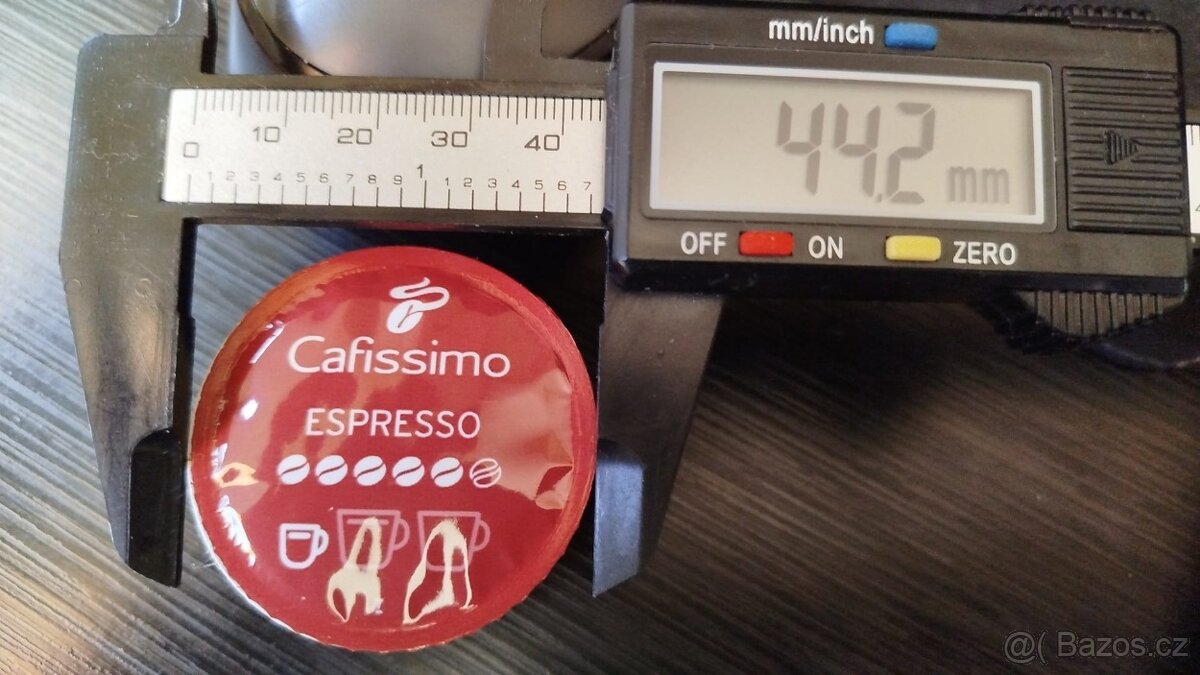 mm/inch
44.2 mm
OFF ON ZERO
0 10 20 30 40
1 2 3 4 5 6 7 8 9 1 1 2 3 4 5 6 7
Cafissimo
ESPRESSO
@( Bazos.cz